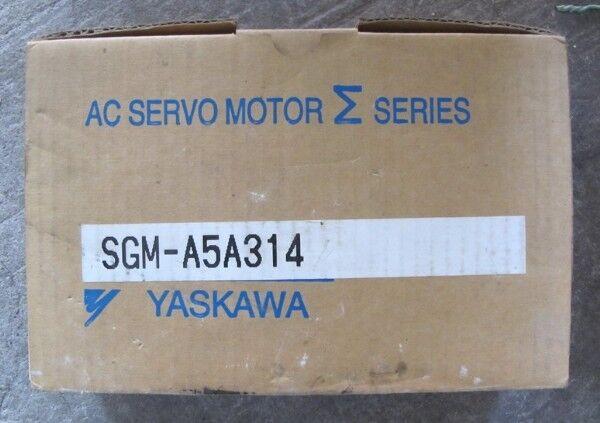 AC SERVO MOTOR Σ SERIES
SGM-A5A314
YASKAWA